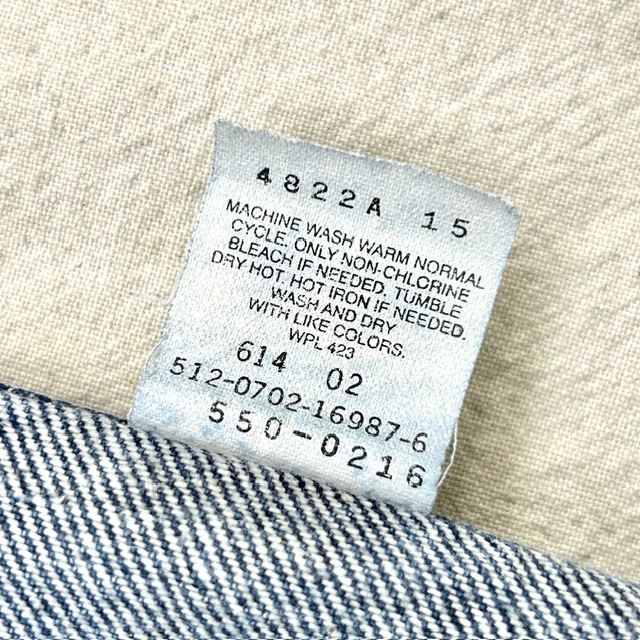 4822A 15
MACHINE WASH WARM NORMAL
CYCLE. ONLY NON-CHLORINE
BLEACH IF NEEDED. TUMBLE
DRY HOT. HOT IRON IF NEEDED.
WASH AND DRY
WITH LIKE COLORS.
WPL 423
614 02
512-0702-16987-6
550-0216